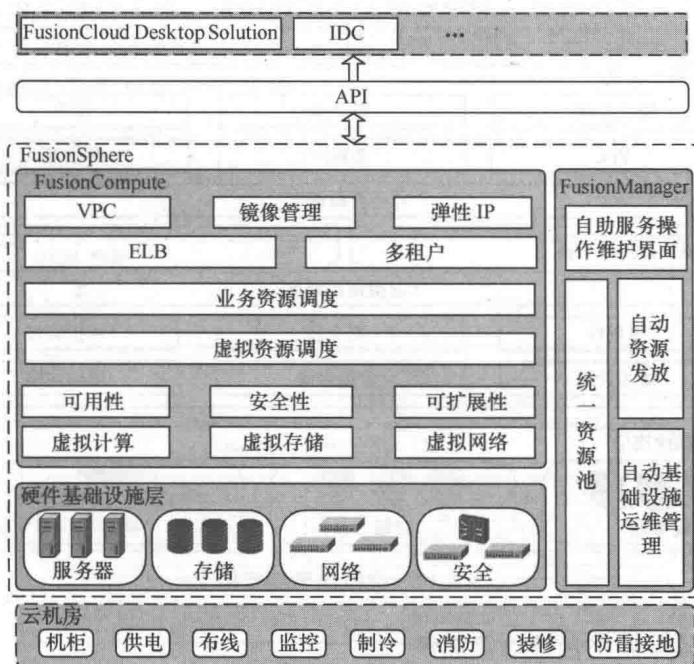 FusionCloud Desktop Solution
IDC
...
API
FusionSphere
FusionCompute
VPC
镜像管理
弹性 IP
ELB
多租户
业务资源调度
虚拟资源调度
可用性
安全性
可扩展性
虚拟计算
虚拟存储
虚拟网络
FusionManager
自助服务操
作维护界面
统一资源池
自动
资源
发放
自动基
础设施
运维管
理
硬件基础设施层
服务器
存储
网络
安全
云机房
机柜
供电
布线
监控
制冷
消防
装修
防雷接地